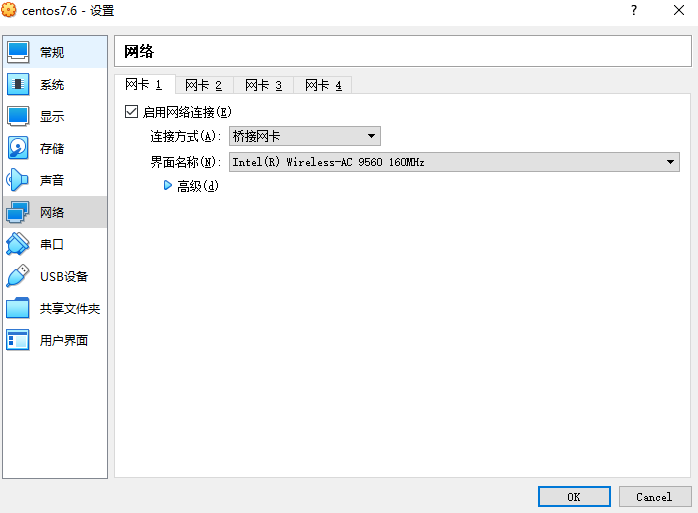 centos7.6 - 设置
常规
系统
显示
存储
声音
网络
串口
USB设备
共享文件夹
用户界面
网络
网卡 1 网卡 2 网卡 3 网卡 4
启用网络连接(E)
连接方式(A): 桥接网卡
界面名称(N): Intel(R) Wireless-AC 9560 160MHz
高级(d)
OK Cancel